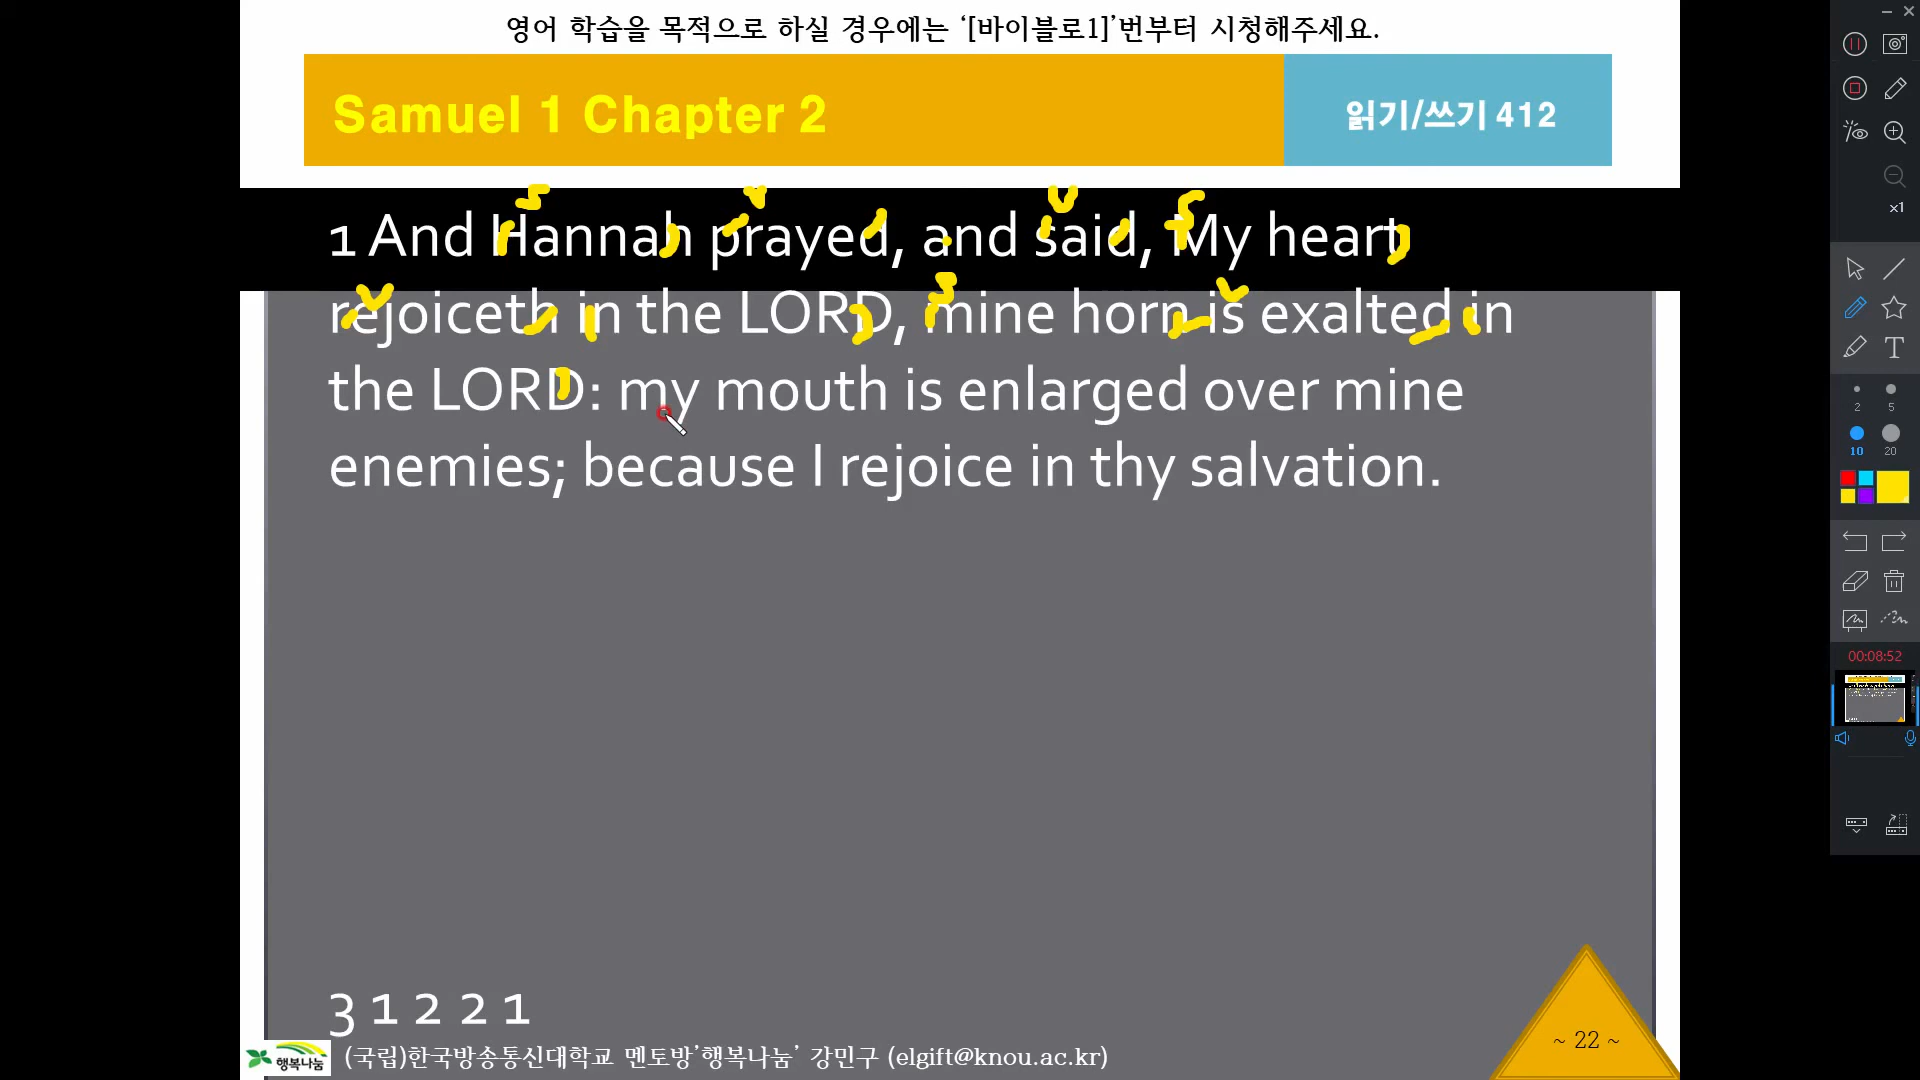 영어 학습을 목적으로 하실 경우에는 ‘[바이블로1]’번부터 시청해주세요.
Samuel 1 Chapter 2
읽기/쓰기 412
1 And Hannah prayed, and said, My heart
rejoiceth in the LORD, mine horn is exalted in
the LORD: my mouth is enlarged over mine
enemies; because I rejoice in thy salvation.
3 1 2 2 1
~ 22 ~
행복나눔
(국립)한국방송통신대학교 멘토방’행복나눔’ 강민구 (elgift@knou.ac.kr)
x1
T
2 5
10 20
00:08:52